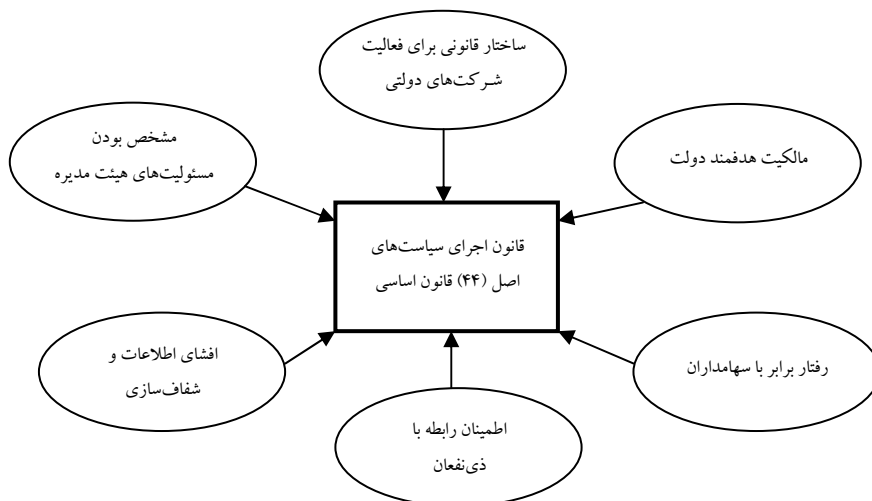 ساختار قانونی برای فعالیت
شرکت‌های دولتی
مالکیت هدفمند دولت
مشخص بودن
مسئولیت‌های هیئت مدیره
قانون اجرای سیاست‌های
اصل (۴۴) قانون اساسی
رفتار برابر با سهامداران
افشای اطلاعات و
شفاف‌سازی
اطمینان رابطه با
ذی‌نفعان